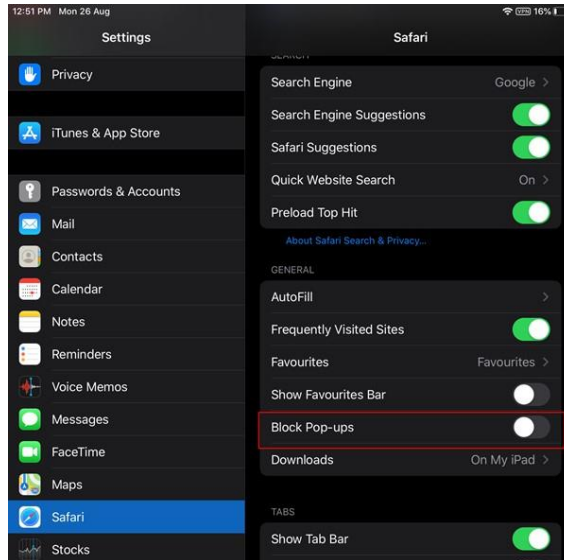 12:51 PM Mon 26 Aug
VPN 16%
Settings
Safari
Privacy
iTunes & App Store
Passwords & Accounts
Mail
Contacts
Calendar
Notes
Reminders
Voice Memos
Messages
FaceTime
Maps
Safari
Stocks
SEARCH
Search Engine Google
Search Engine Suggestions
Safari Suggestions
Quick Website Search On
Preload Top Hit
About Safari Search & Privacy...
GENERAL
AutoFill
Frequently Visited Sites
Favourites Favourites
Show Favourites Bar
Block Pop-ups
Downloads On My iPad
TABS
Show Tab Bar